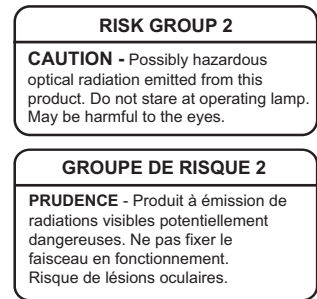 RISK GROUP 2
CAUTION - Possibly hazardous
optical radiation emitted from this
product. Do not stare at operating lamp.
May be harmful to the eyes.
GROUPE DE RISQUE 2
PRUDENCE - Produit à émission de
radiations visibles potentiellement
dangereuses. Ne pas fixer le
faisceau en fonctionnement.
Risque de lésions oculaires.